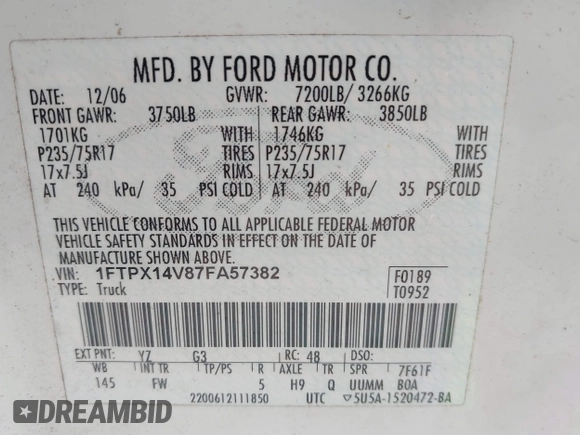 MFD. BY FORD MOTOR CO.
DATE: 12/06 GVWR: 7200LB/ 3266KG
FRONT GAWR: 3750LB REAR GAWR: 3850LB
1701KG WITH 1746KG WITH
P235/75R17 TIRES P235/75R17 TIRES
17x7.5J RIMS 17x7.5J RIMS
AT 240 kPa/ 35 PSI COLD AT 240 kPa/ 35 PSI COLD
Ford
THIS VEHICLE CONFORMS TO ALL APPLICABLE FEDERAL MOTOR
VEHICLE SAFETY STANDARDS IN EFFECT ON THE DATE OF
MANUFACTURE SHOWN ABOVE.
VIN: 1FTPX14V87FA57382 F0189
TYPE: Truck T0952
EXT PNT: YZ G3 RC: 48 DSO:
WB INT TR TP/PS R AXLE TR SPR 7F61F
145 FW 5 H9 Q UUMM BOA
2200612111850 UTC ▽5U5A-1520472-BA
DREAMBID